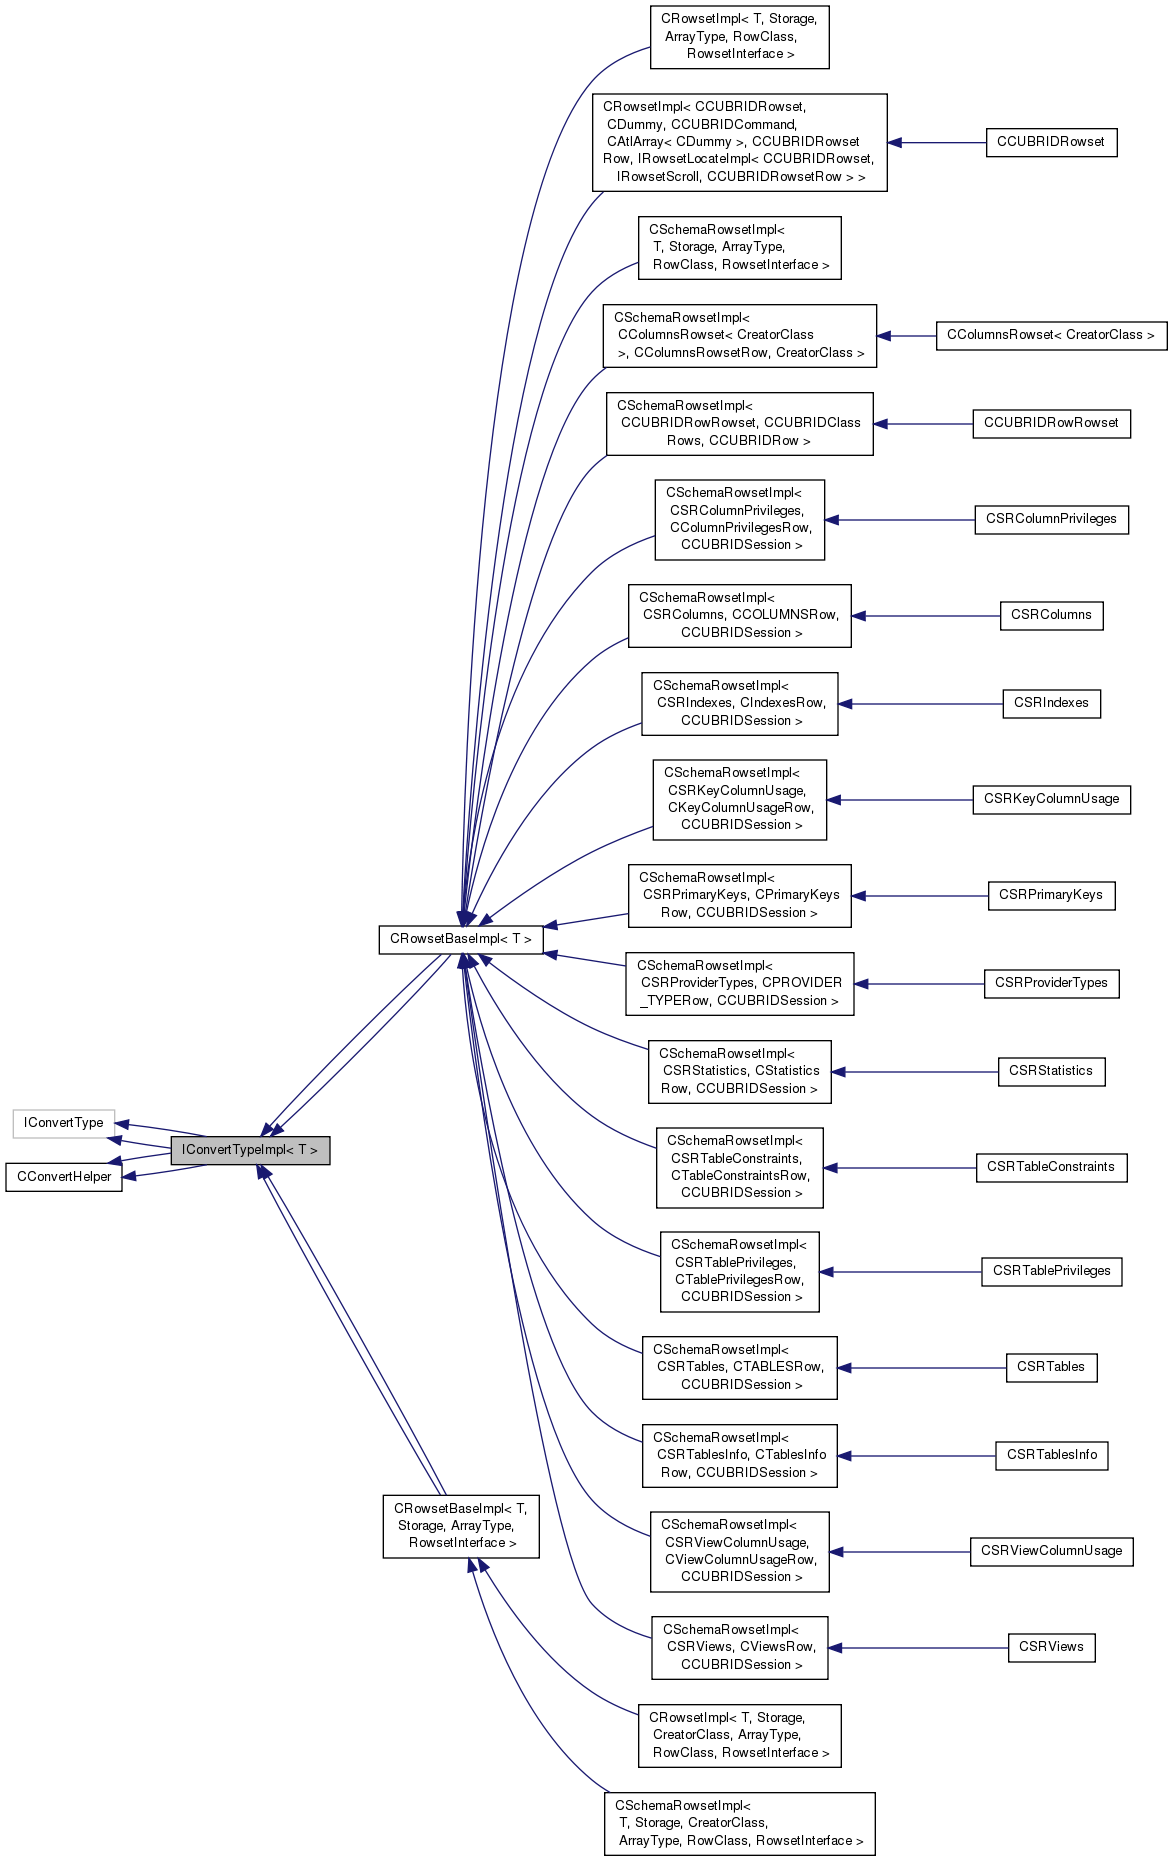 CRowsetImpl< T, Storage,
ArrayType, RowClass,
RowsetInterface >
CRowsetImpl< CCUBRIDRowset,
CDummy, CCUBRIDCommand,
CAtlArray< CDummy >, CCUBRIDRowset
Row, IRowsetLocateImpl< CCUBRIDRowset,
IRowsetScroll, CCUBRIDRowsetRow > >
CCUBRIDRowset
CSchemaRowsetImpl<
T, Storage, ArrayType,
RowClass, RowsetInterface >
CSchemaRowsetImpl<
CColumnsRowset< CreatorClass
>, CColumnsRowsetRow, CreatorClass >
CColumnsRowset< CreatorClass >
CSchemaRowsetImpl<
CCUBRIDRowRowset, CCUBRIDClass
Rows, CCUBRIDRow >
CCUBRIDRowRowset
CSchemaRowsetImpl<
CSRColumnPrivileges,
CColumnPrivilegesRow,
CCUBRIDSession >
CSRColumnPrivileges
CSchemaRowsetImpl<
CSRColumns, CCOLUMNSRow,
CCUBRIDSession >
CSRColumns
CSchemaRowsetImpl<
CSRIndexes, CIndexesRow,
CCUBRIDSession >
CSRIndexes
CSchemaRowsetImpl<
CSRKeyColumnUsage,
CKeyColumnUsageRow,
CCUBRIDSession >
CSRKeyColumnUsage
CSchemaRowsetImpl<
CSRPrimaryKeys, CPrimaryKeys
Row, CCUBRIDSession >
CSRPrimaryKeys
CRowsetBaseImpl< T >
CSchemaRowsetImpl<
CSRProviderTypes, CPROVIDER
_TYPERow, CCUBRIDSession >
CSRProviderTypes
CSchemaRowsetImpl<
CSRStatistics, CStatistics
Row, CCUBRIDSession >
CSRStatistics
IConvertType
IConvertTypeImpl< T >
CConvertHelper
CSchemaRowsetImpl<
CSRTableConstraints,
CTableConstraintsRow,
CCUBRIDSession >
CSRTableConstraints
CSchemaRowsetImpl<
CSRTablePrivileges,
CTablePrivilegesRow,
CCUBRIDSession >
CSRTablePrivileges
CSchemaRowsetImpl<
CSRTables, CTABLESRow,
CCUBRIDSession >
CSRTables
CSchemaRowsetImpl<
CSRTablesInfo, CTablesInfo
Row, CCUBRIDSession >
CSRTablesInfo
CRowsetBaseImpl< T,
Storage, ArrayType,
RowsetInterface >
CSchemaRowsetImpl<
CSRViewColumnUsage,
CViewColumnUsageRow,
CCUBRIDSession >
CSRViewColumnUsage
CSchemaRowsetImpl<
CSRViews, CViewsRow,
CCUBRIDSession >
CSRViews
CRowsetImpl< T, Storage,
CreatorClass, ArrayType,
RowClass, RowsetInterface >
CSchemaRowsetImpl<
T, Storage, CreatorClass,
ArrayType, RowClass, RowsetInterface >